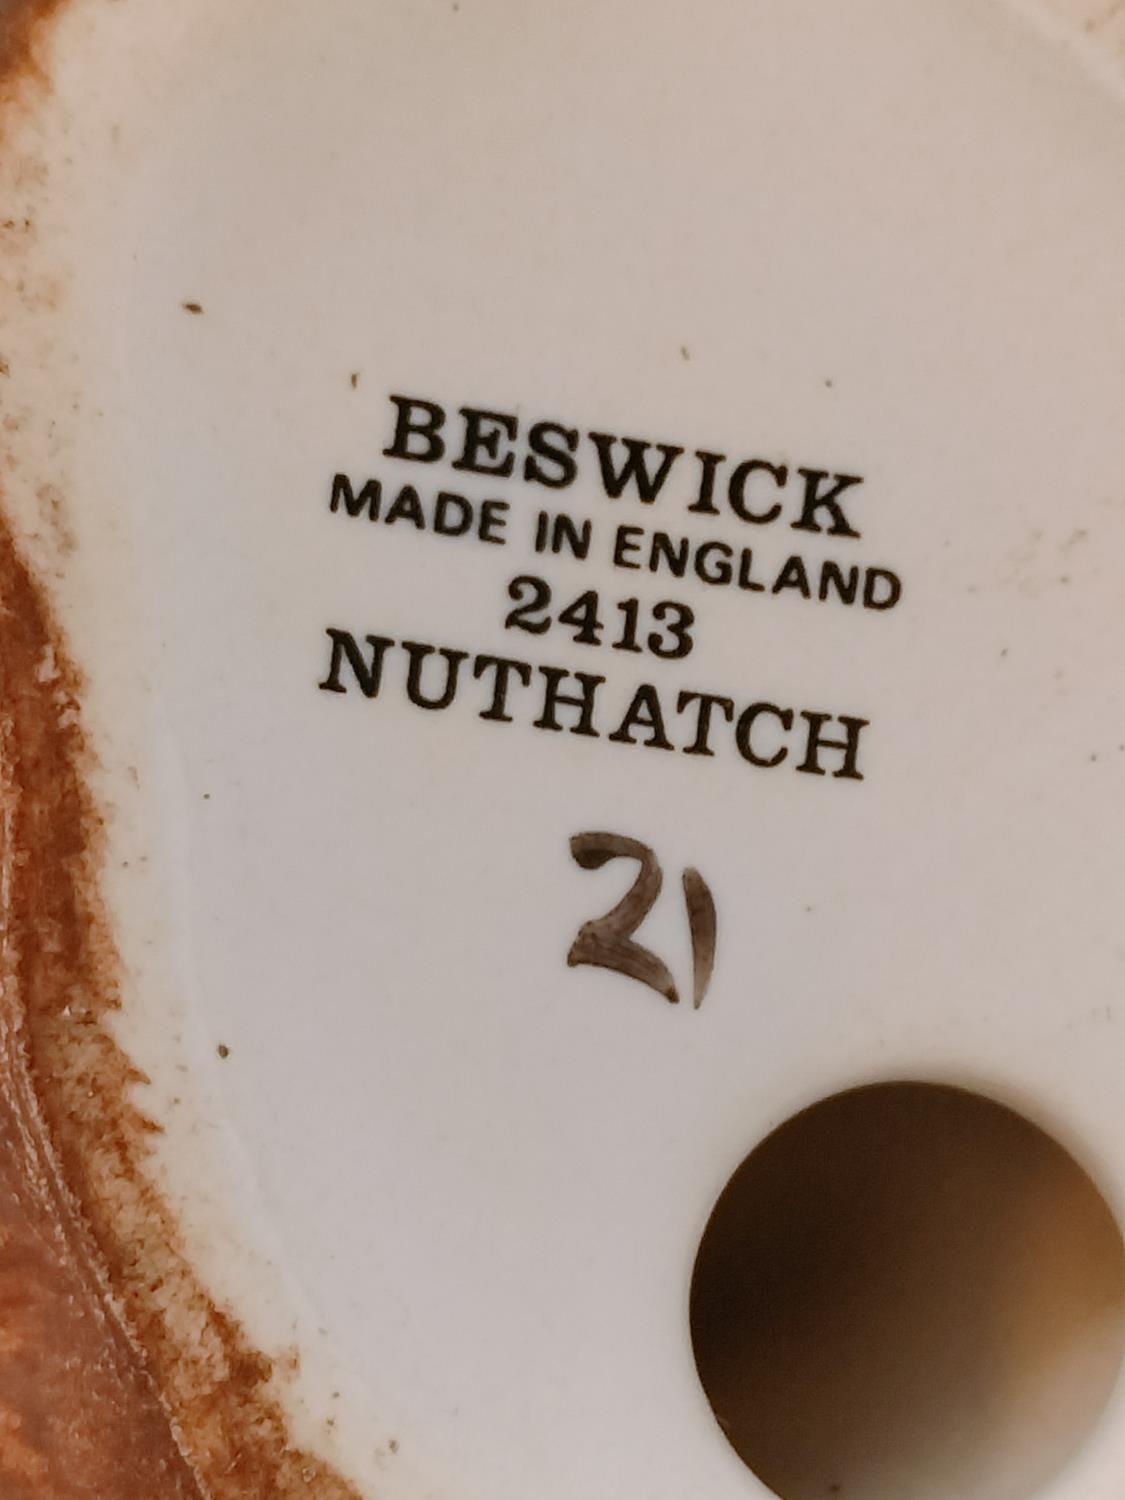 BESWICK
MADE IN ENGLAND
2413
NUTHATCH
21